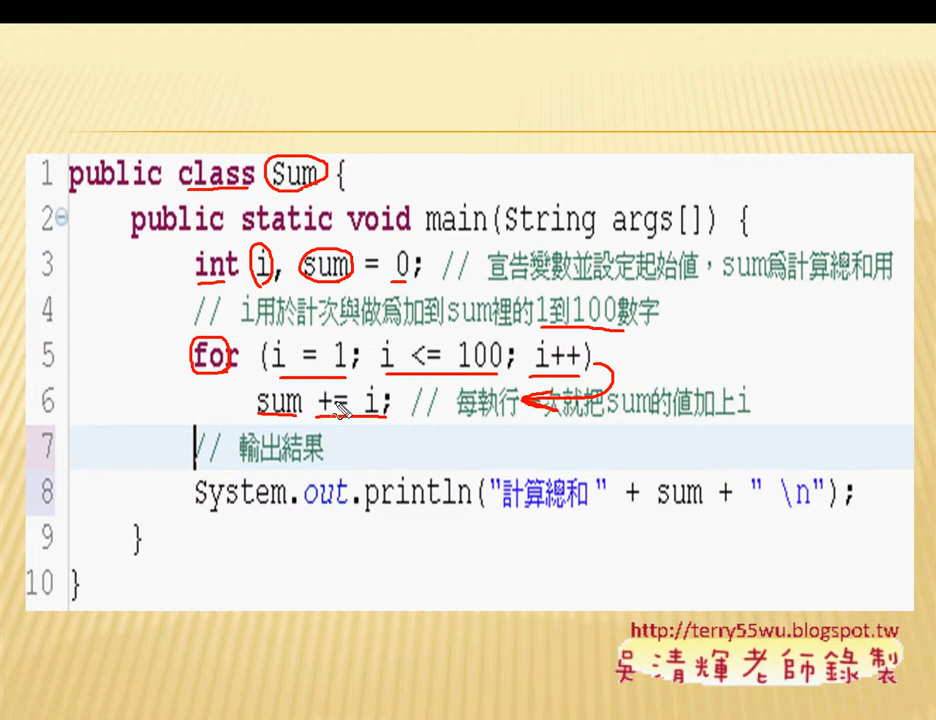 1 public class Sum {
2 public static void main(String args[]) {
3 int i, sum = 0; // 宣告變數並設定起始值，sum為計算總和用
4 // i用於計次與做為加到sum裡的1到100數字
5 for (i = 1; i <= 100; i++)
6 sum += i; // 每執行一次就把sum的值加上i
7 // 輸出結果
8 System.out.println("計算總和" + sum + " \n");
9 }
10 }
http://terry55wu.blogspot.tw
吳清輝老師錄製